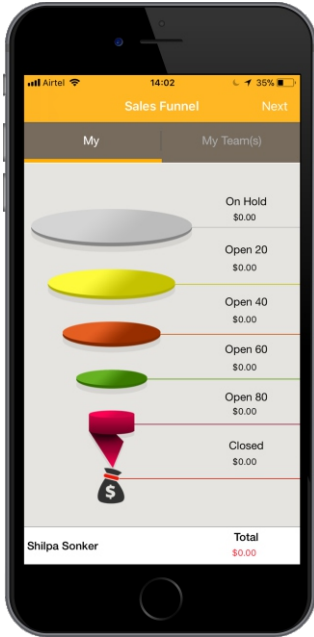 Airtel 14:02 35%
Sales Funnel Next
My My Team(s)
On Hold
$0.00
Open 20
$0.00
Open 40
$0.00
Open 60
$0.00
Open 80
$0.00
Closed
$0.00
$
Shilpa Sonker
Total
$0.00